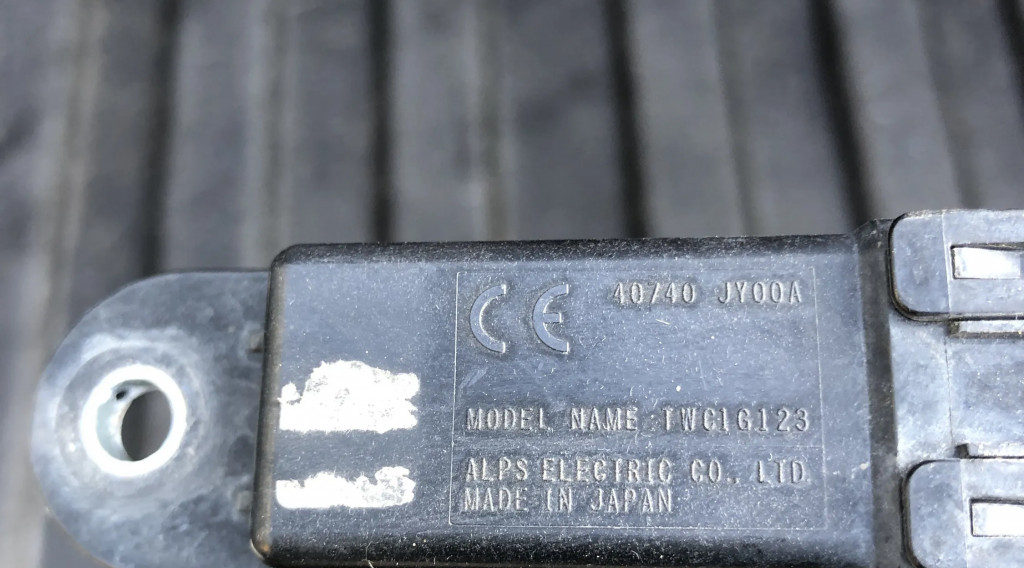 CE 40740 JY00A
MODEL NAME:TWC1G123
ALPS ELECTRIC CO., LTD
MADE IN JAPAN